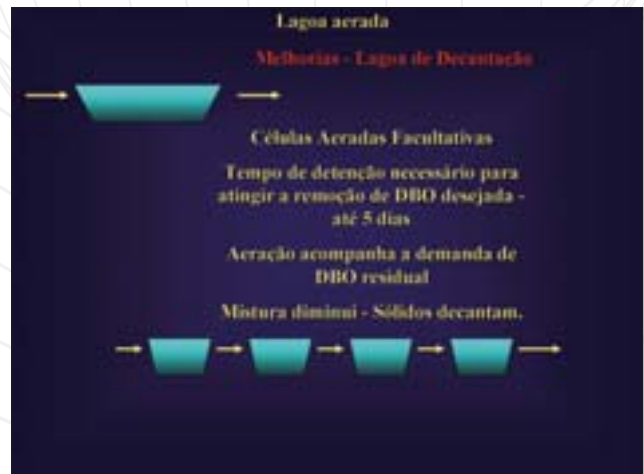 Lagoa aerada
Melhorias - Lagoa de Decantação
Células Aeradas Facultativas
Tempo de detenção necessário para
atingir a remoção de DBO desejada -
até 5 dias
Aeração acompanha a demanda de
DBO residual
Mistura diminui - Sólidos decantam.